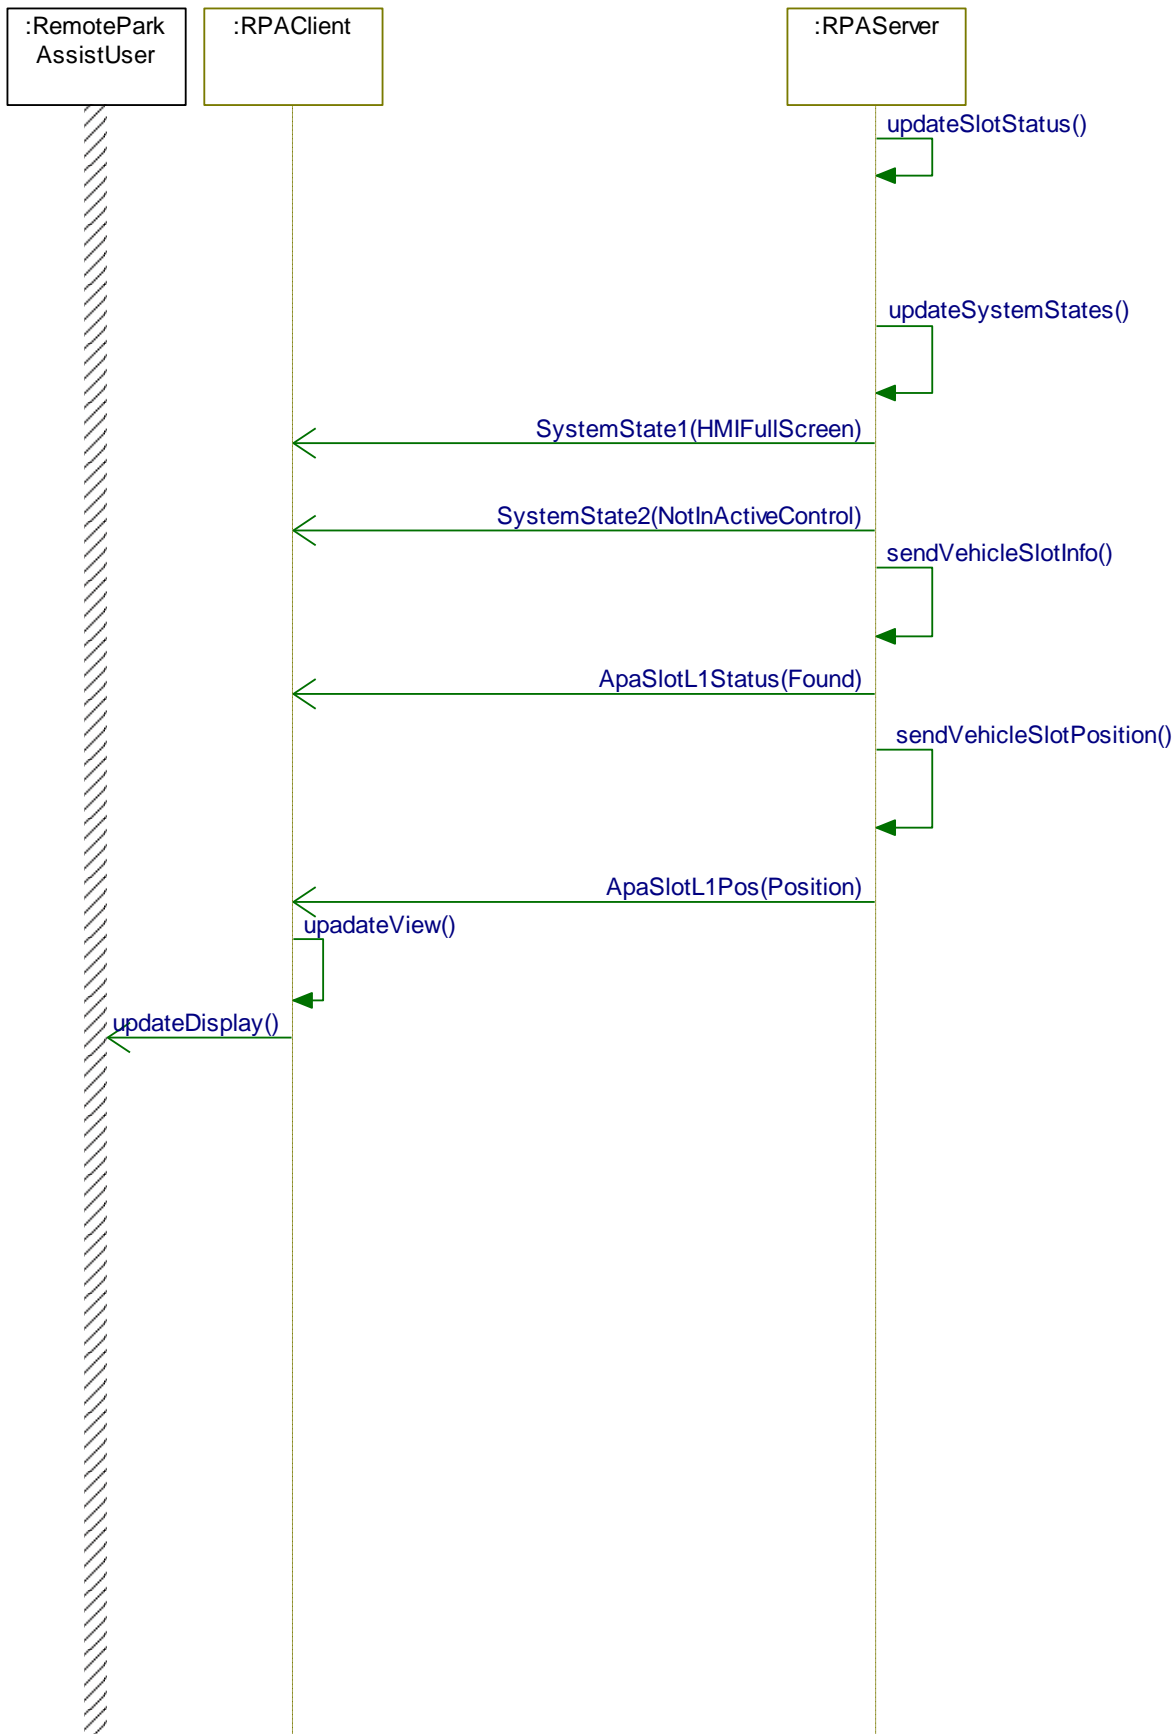 :RemotePark
AssistUser
:RPAClient
:RPAServer
updateSlotStatus()
updateSystemStates()
SystemState1(HMIFullScreen)
SystemState2(NotInActiveControl)
sendVehicleSlotInfo()
ApaSlotL1Status(Found)
sendVehicleSlotPosition()
ApaSlotL1Pos(Position)
upadateView()
updateDisplay()